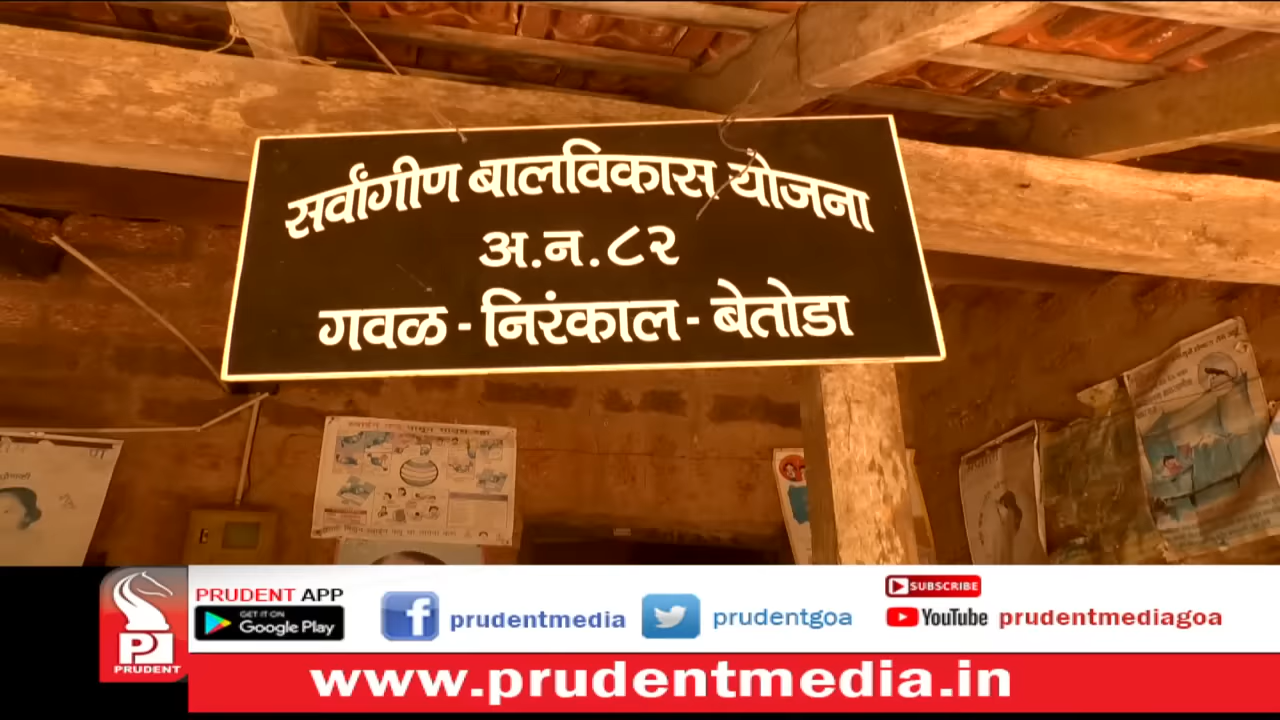 सर्वांगीण बालविकास योजना
अ.न.८२
गवळ - निरंकाल - बेतोडा
PRUDENT APP
GET IT ON
Google Play
prudentmedia
prudentgoa
SUBSCRIBE
YouTube prudentmediagoa
P
PRUDENT
www.prudentmedia.in